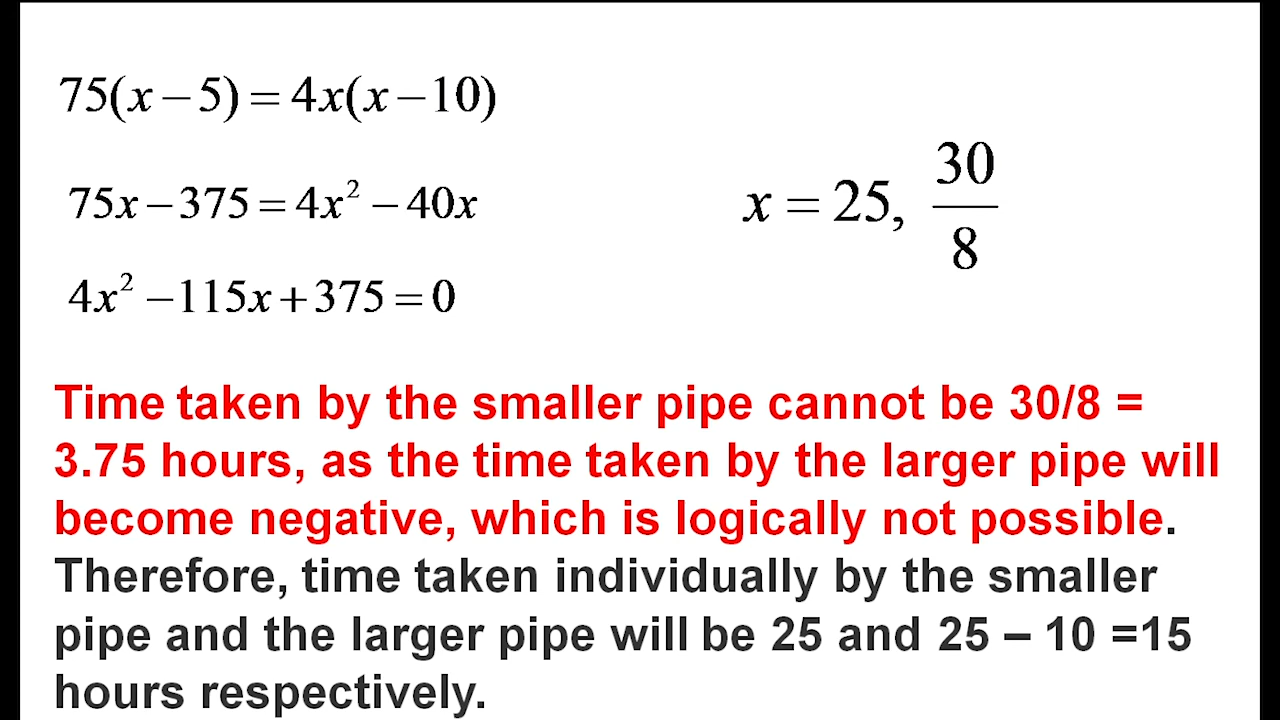 75(x − 5) = 4x(x − 10)
75x − 375 = 4x² − 40x
4x² − 115x + 375 = 0
x = 25, 30/8
Time taken by the smaller pipe cannot be 30/8 =
3.75 hours, as the time taken by the larger pipe will
become negative, which is logically not possible.
Therefore, time taken individually by the smaller
pipe and the larger pipe will be 25 and 25 – 10 =15
hours respectively.